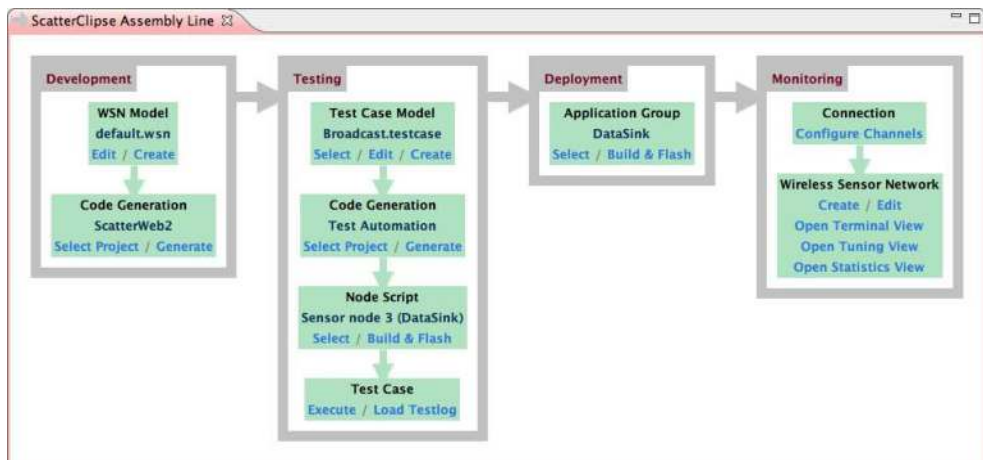 ScatterClipse Assembly Line
Development
WSN Model
default.wsn
Edit / Create
Code Generation
ScatterWeb2
Select Project / Generate
Testing
Test Case Model
Broadcast.testcase
Select / Edit / Create
Code Generation
Test Automation
Select Project / Generate
Node Script
Sensor node 3 (DataSink)
Select / Build & Flash
Test Case
Execute / Load Testlog
Deployment
Application Group
DataSink
Select / Build & Flash
Monitoring
Connection
Configure Channels
Wireless Sensor Network
Create / Edit
Open Terminal View
Open Tuning View
Open Statistics View